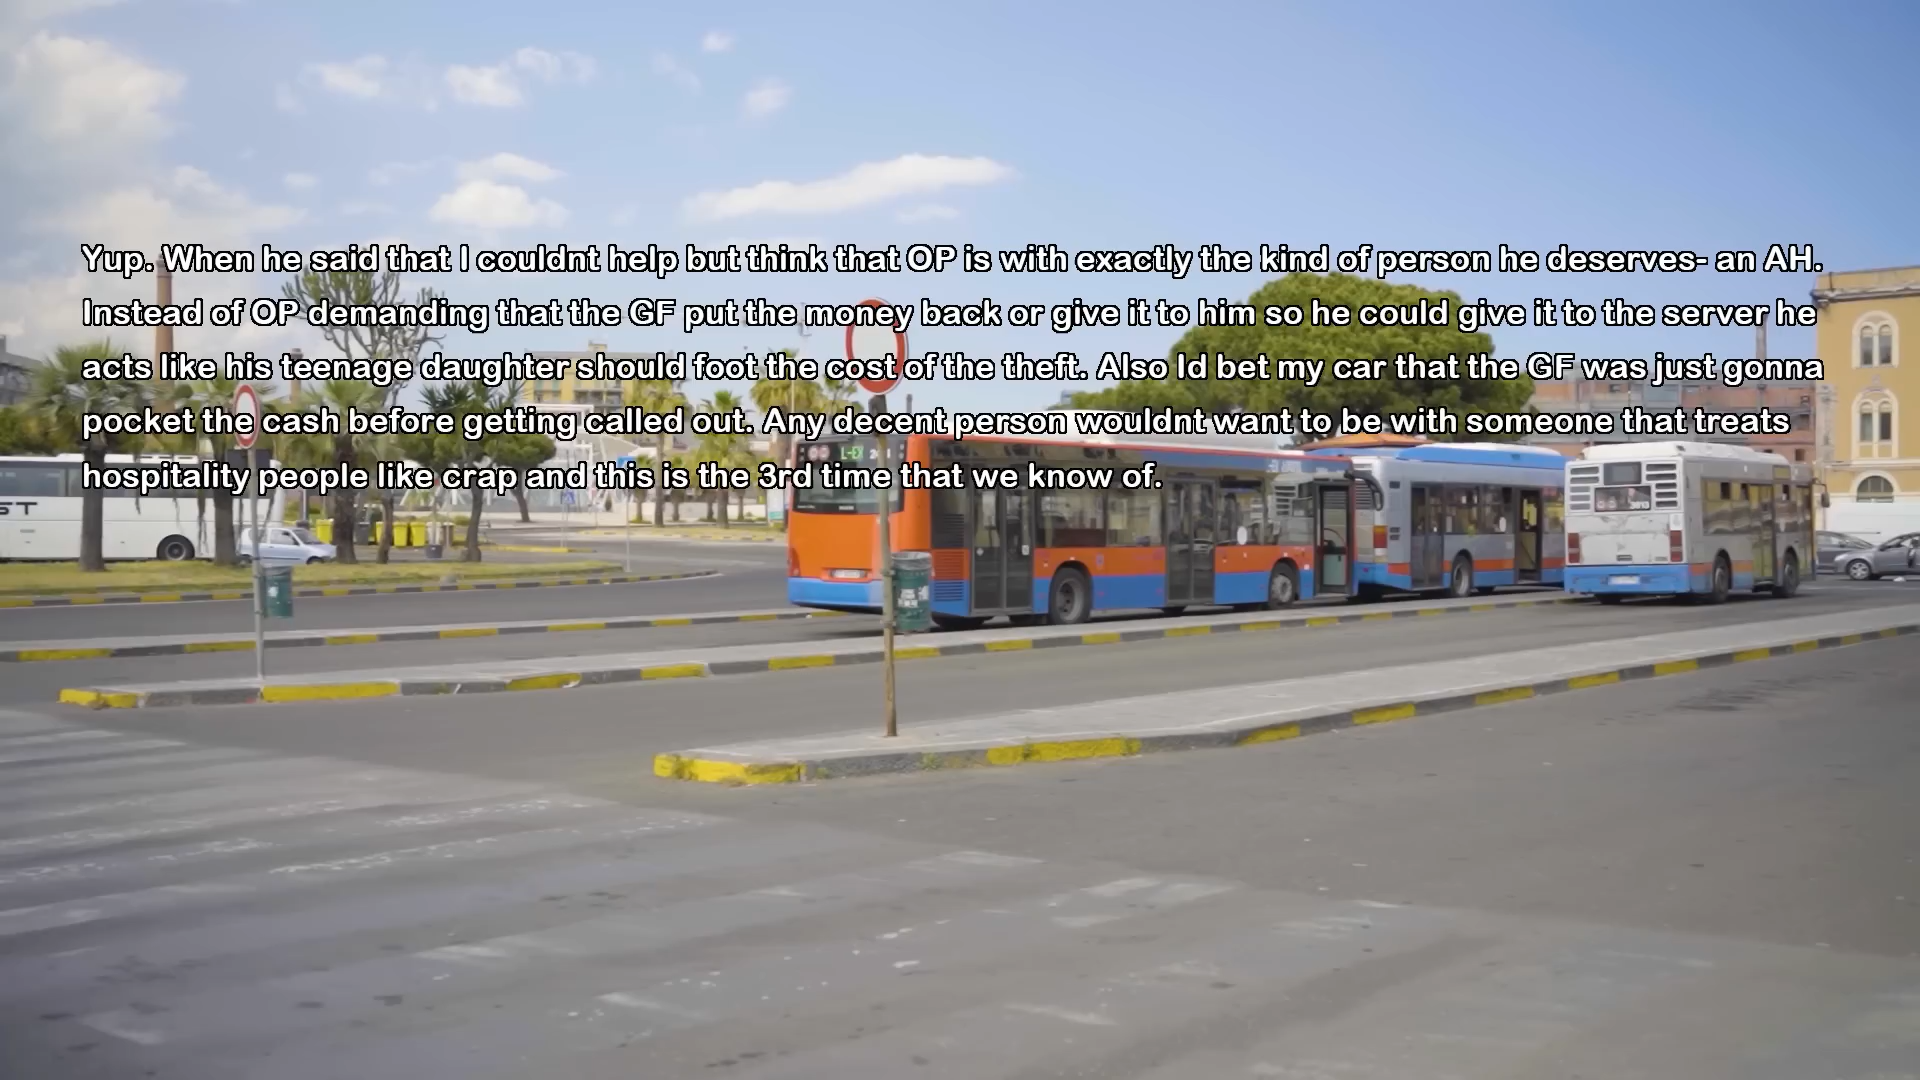 Yup. When he said that I couldnt help but think that OP is with exactly the kind of person he deserves- an AH.
Instead of OP demanding that the GF put the money back or give it to him so he could give it to the server he
acts like his teenage daughter should foot the cost of the theft. Also Id bet my car that the GF was just gonna
pocket the cash before getting called out. Any decent person wouldnt want to be with someone that treats
hospitality people like crap and this is the 3rd time that we know of.
L-EX
ST